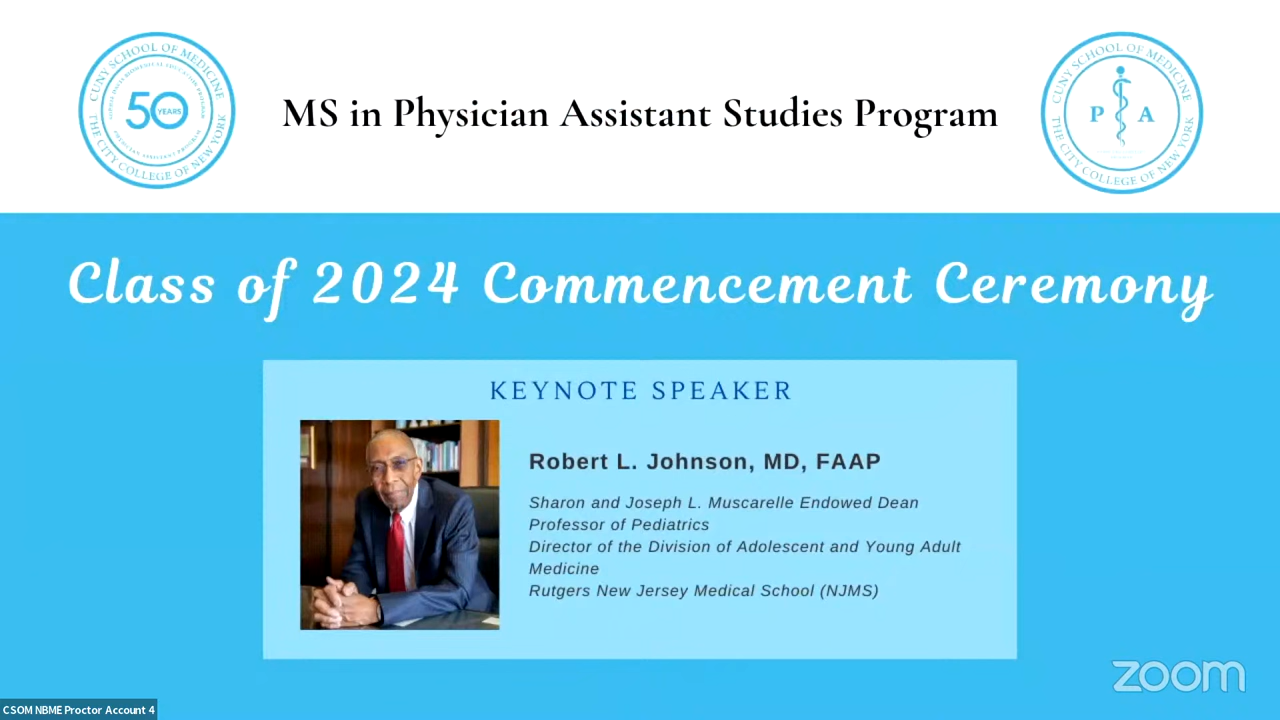 CUNY SCHOOL OF MEDICINE
50 YEARS
THE CITY COLLEGE OF NEW YORK
MS in Physician Assistant Studies Program
CUNY SCHOOL OF MEDICINE
P A
THE CITY COLLEGE OF NEW YORK
Class of 2024 Commencement Ceremony
KEYNOTE SPEAKER
Robert L. Johnson, MD, FAAP
Sharon and Joseph L. Muscarelle Endowed Dean
Professor of Pediatrics
Director of the Division of Adolescent and Young Adult
Medicine
Rutgers New Jersey Medical School (NJMS)
zoom
CSOM NBME Proctor Account 4